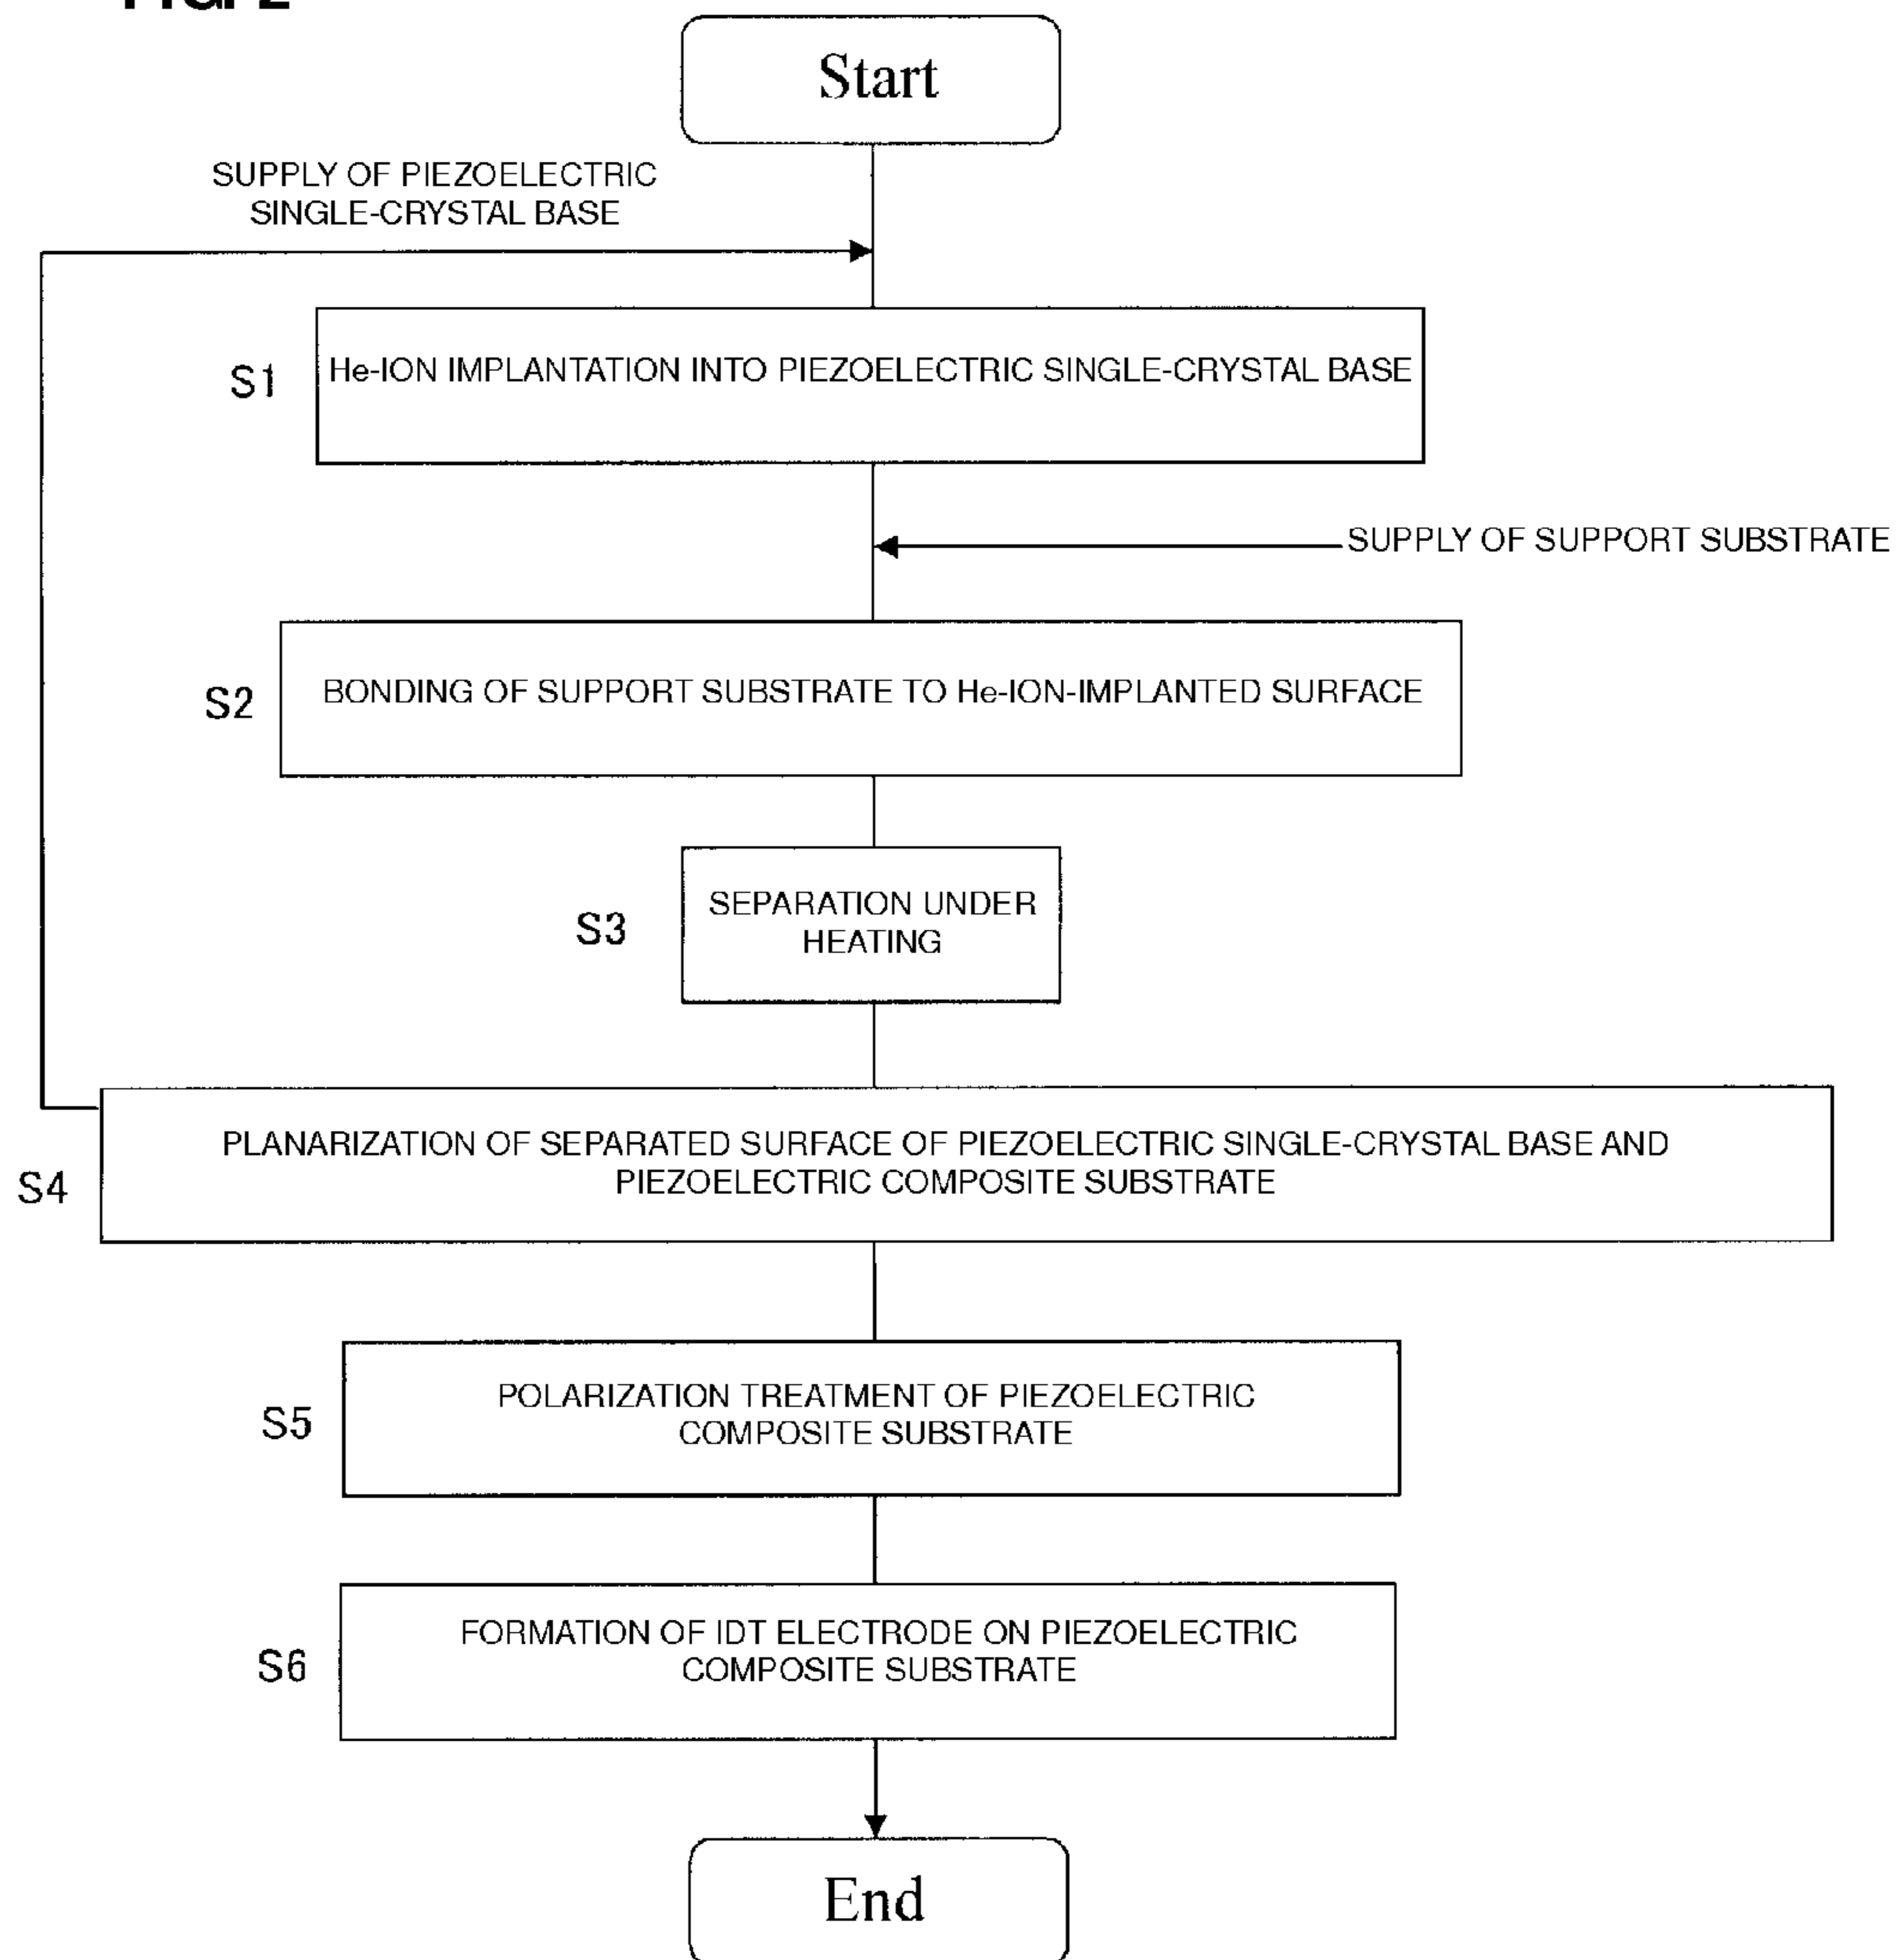 Start
SUPPLY OF PIEZOELECTRIC
SINGLE-CRYSTAL BASE
S1
He-ION IMPLANTATION INTO PIEZOELECTRIC SINGLE-CRYSTAL BASE
SUPPLY OF SUPPORT SUBSTRATE
S2
BONDING OF SUPPORT SUBSTRATE TO He-ION-IMPLANTED SURFACE
S3
SEPARATION UNDER
HEATING
S4
PLANARIZATION OF SEPARATED SURFACE OF PIEZOELECTRIC SINGLE-CRYSTAL BASE AND
PIEZOELECTRIC COMPOSITE SUBSTRATE
S5
POLARIZATION TREATMENT OF PIEZOELECTRIC
COMPOSITE SUBSTRATE
S6
FORMATION OF IDT ELECTRODE ON PIEZOELECTRIC
COMPOSITE SUBSTRATE
End